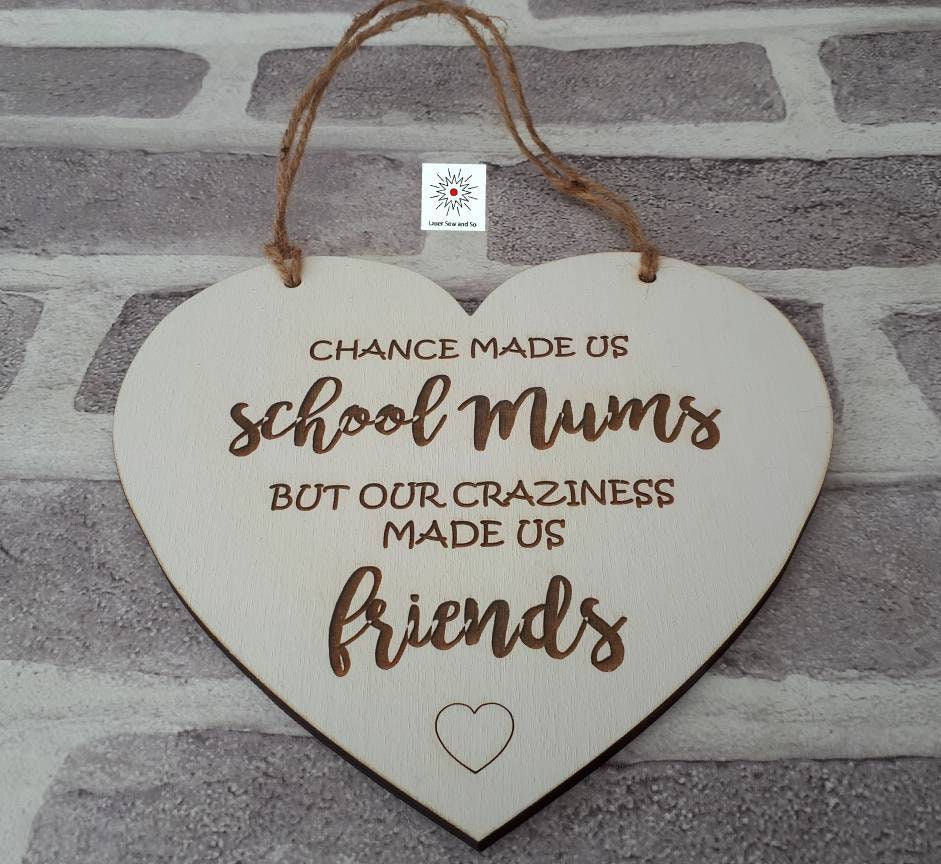 Laser Sew and So
CHANCE MADE US
school Mums
BUT OUR CRAZINESS
MADE US
friends